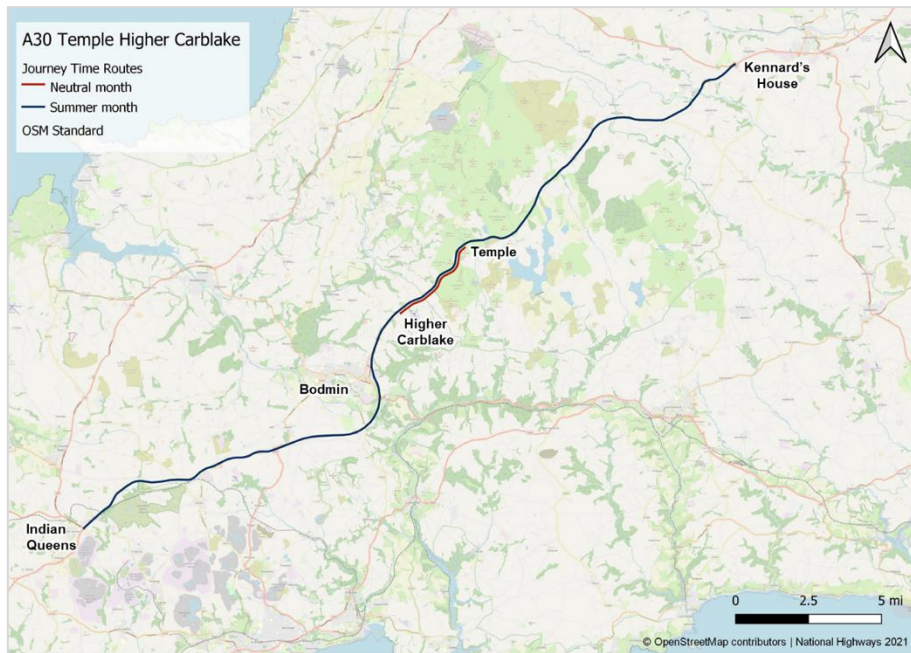 A30 Temple Higher Carblake
Journey Time Routes
Neutral month
Summer month
OSM Standard
Kennard's
House
Temple
Higher
Carblake
Bodmin
Indian
Queens
0 2.5 5 mi
© OpenStreetMap contributors | National Highways 2021